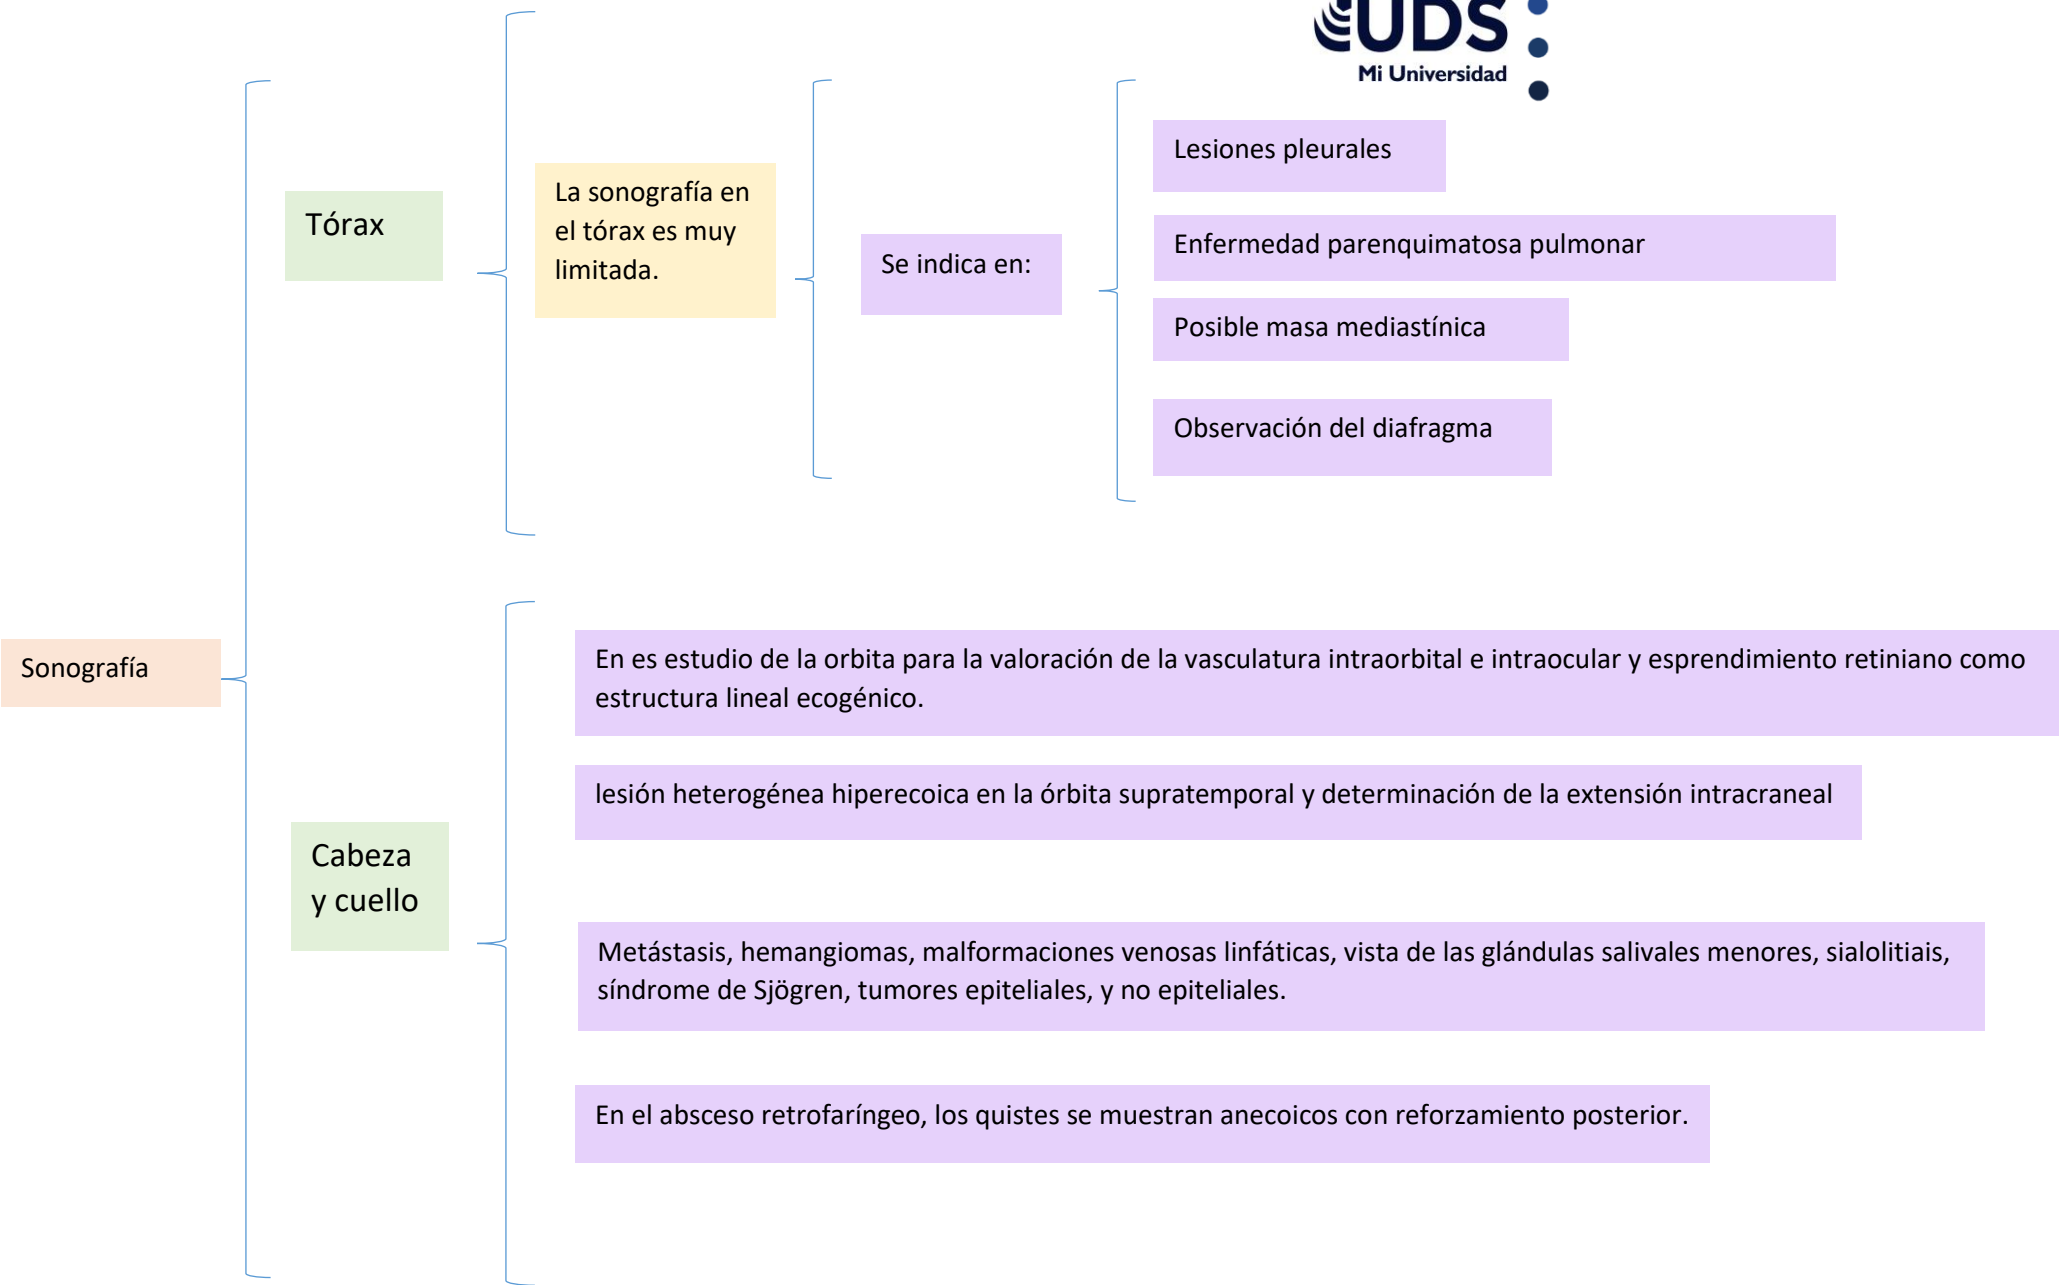 UDS
Mi Universidad
Sonografía
Tórax
La sonografía en
el tórax es muy
limitada.
Se indica en:
Lesiones pleurales
Enfermedad parenquimatosa pulmonar
Posible masa mediastínica
Observación del diafragma
Cabeza
y cuello
En es estudio de la orbita para la valoración de la vasculatura intraorbital e intraocular y esprendimiento retiniano como
estructura lineal ecogénico.
lesión heterogénea hiperecoica en la órbita supratemporal y determinación de la extensión intracraneal
Metástasis, hemangiomas, malformaciones venosas linfáticas, vista de las glándulas salivales menores, sialolitiais,
síndrome de Sjögren, tumores epiteliales, y no epiteliales.
En el absceso retrofaríngeo, los quistes se muestran anecoicos con reforzamiento posterior.